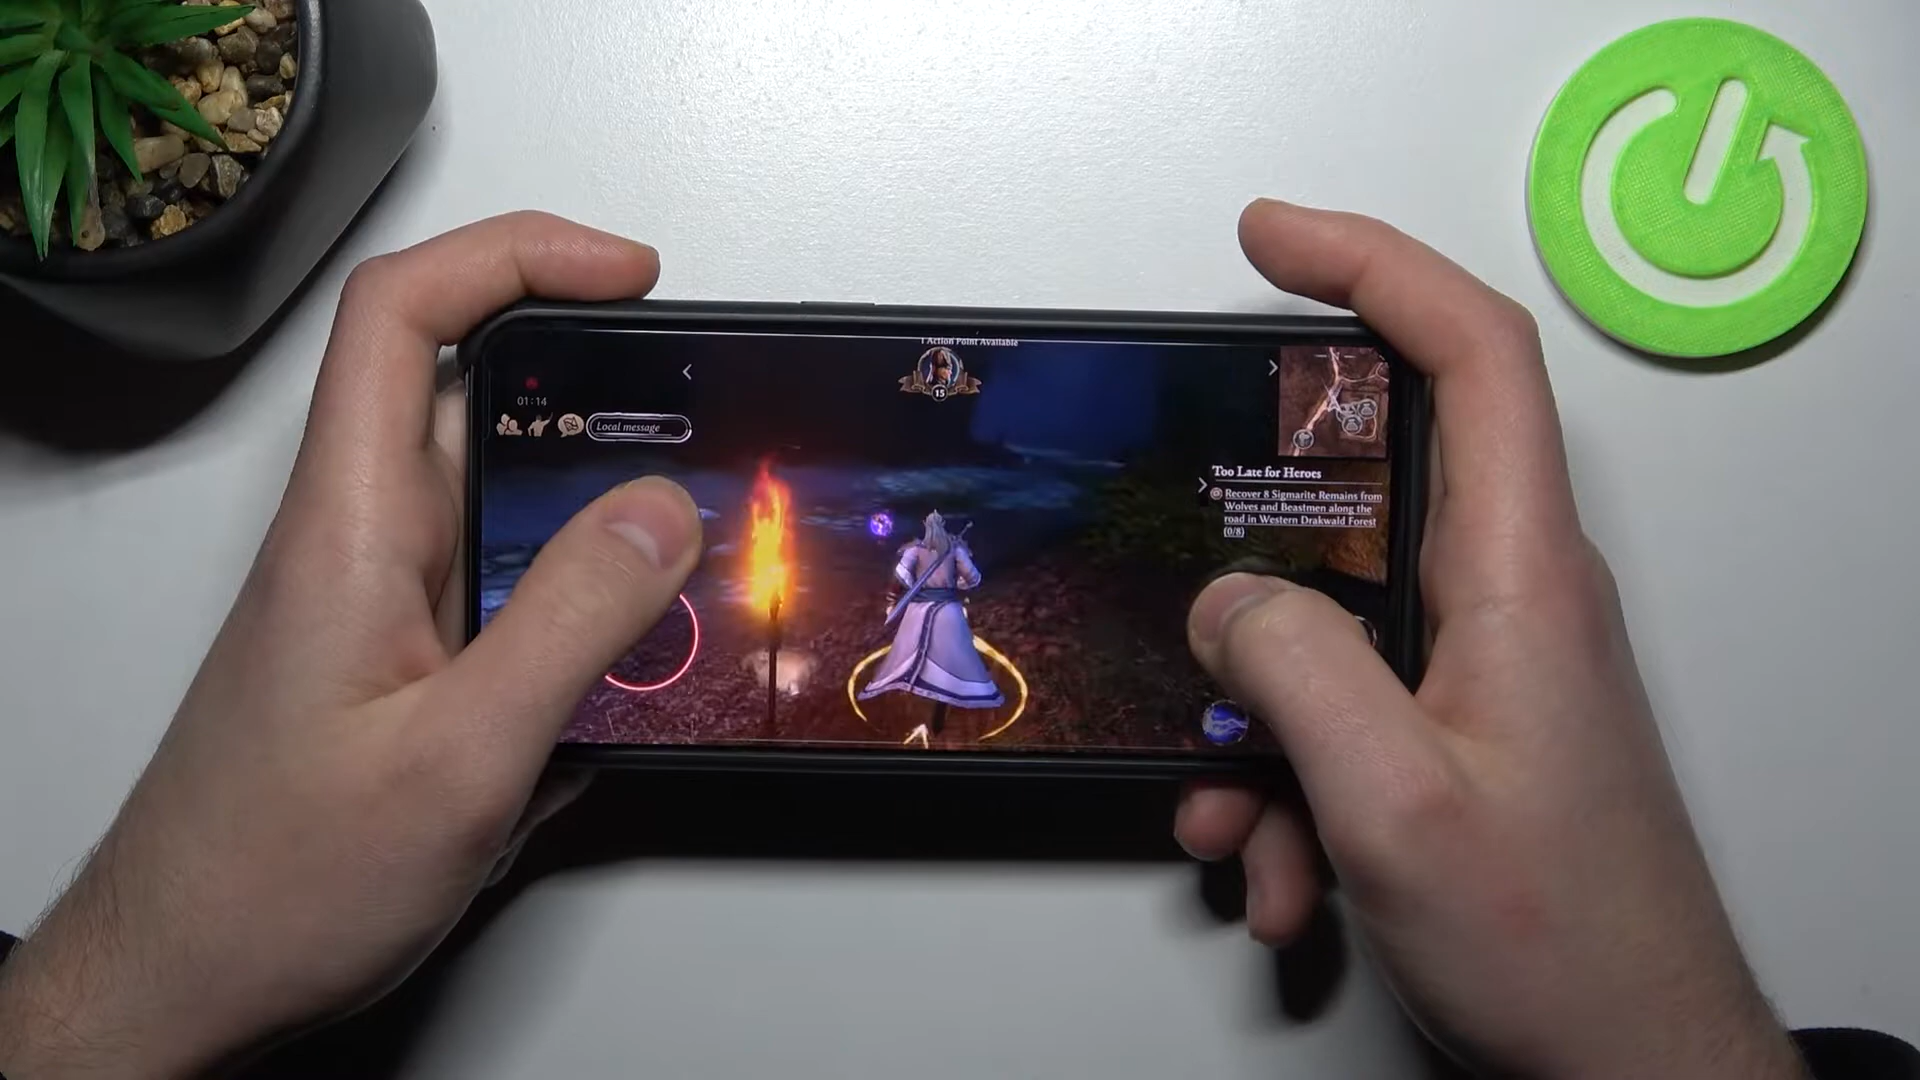 1 Action Point Available
15
01:14
Local message
Too Late for Heroes
Recover 8 Sigmarite Remains from
Wolves and Beastmen along the
road in Western Drakwald Forest
(0/8)